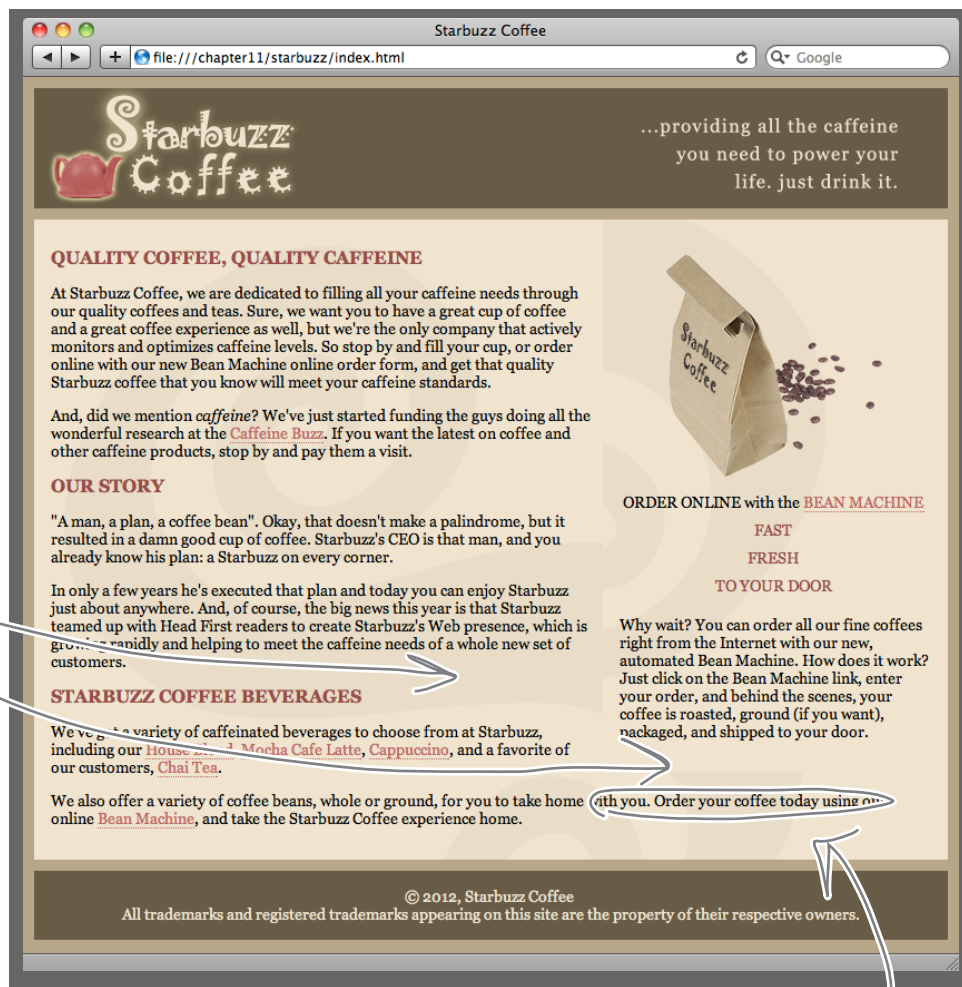 Starbuzz Coffee
file:///chapter11/starbuzz/index.html
Google
Starbuzz
Coffee
...providing all the caffeine
you need to power your
life. just drink it.
QUALITY COFFEE, QUALITY CAFFEINE
At Starbuzz Coffee, we are dedicated to filling all your caffeine needs through
our quality coffees and teas. Sure, we want you to have a great cup of coffee
and a great coffee experience as well, but we're the only company that actively
monitors and optimizes caffeine levels. So stop by and fill your cup, or order
online with our new Bean Machine online order form, and get that quality
Starbuzz coffee that you know will meet your caffeine standards.
And, did we mention caffeine? We've just started funding the guys doing all the
wonderful research at the Caffeine Buzz. If you want the latest on coffee and
other caffeine products, stop by and pay them a visit.
OUR STORY
"A man, a plan, a coffee bean". Okay, that doesn't make a palindrome, but it
resulted in a damn good cup of coffee. Starbuzz's CEO is that man, and you
already know his plan: a Starbuzz on every corner.
In only a few years he's executed that plan and today you can enjoy Starbuzz
just about anywhere. And, of course, the big news this year is that Starbuzz
teamed up with Head First readers to create Starbuzz's Web presence, which is
growing rapidly and helping to meet the caffeine needs of a whole new set of
customers.
STARBUZZ COFFEE BEVERAGES
We've got a variety of caffeinated beverages to choose from at Starbuzz,
including our House Blend, Mocha Cafe Latte, Cappuccino, and a favorite of
our customers, Chai Tea.
We also offer a variety of coffee beans, whole or ground, for you to take home with you. Order your coffee today using our
online Bean Machine, and take the Starbuzz Coffee experience home.
Starbuzz
Coffee
ORDER ONLINE with the BEAN MACHINE
FAST
FRESH
TO YOUR DOOR
Why wait? You can order all our fine coffees
right from the Internet with our new,
automated Bean Machine. How does it work?
Just click on the Bean Machine link, enter
your order, and behind the scenes, your
coffee is roasted, ground (if you want),
packaged, and shipped to your door.
© 2012, Starbuzz Coffee
All trademarks and registered trademarks appearing on this site are the property of their respective owners.